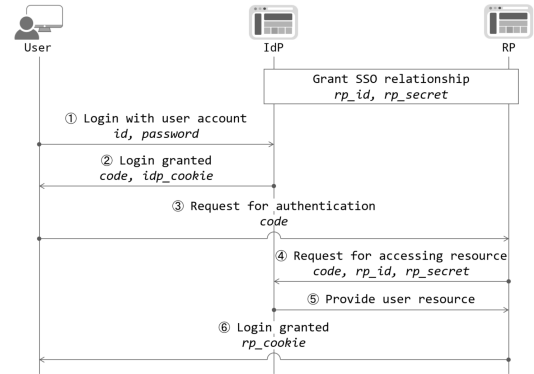 User
IdP
RP
Grant SSO relationship
rp_id, rp_secret
① Login with user account
id, password
② Login granted
code, idp_cookie
③ Request for authentication
code
④ Request for accessing resource
code, rp_id, rp_secret
⑤ Provide user resource
⑥ Login granted
rp_cookie